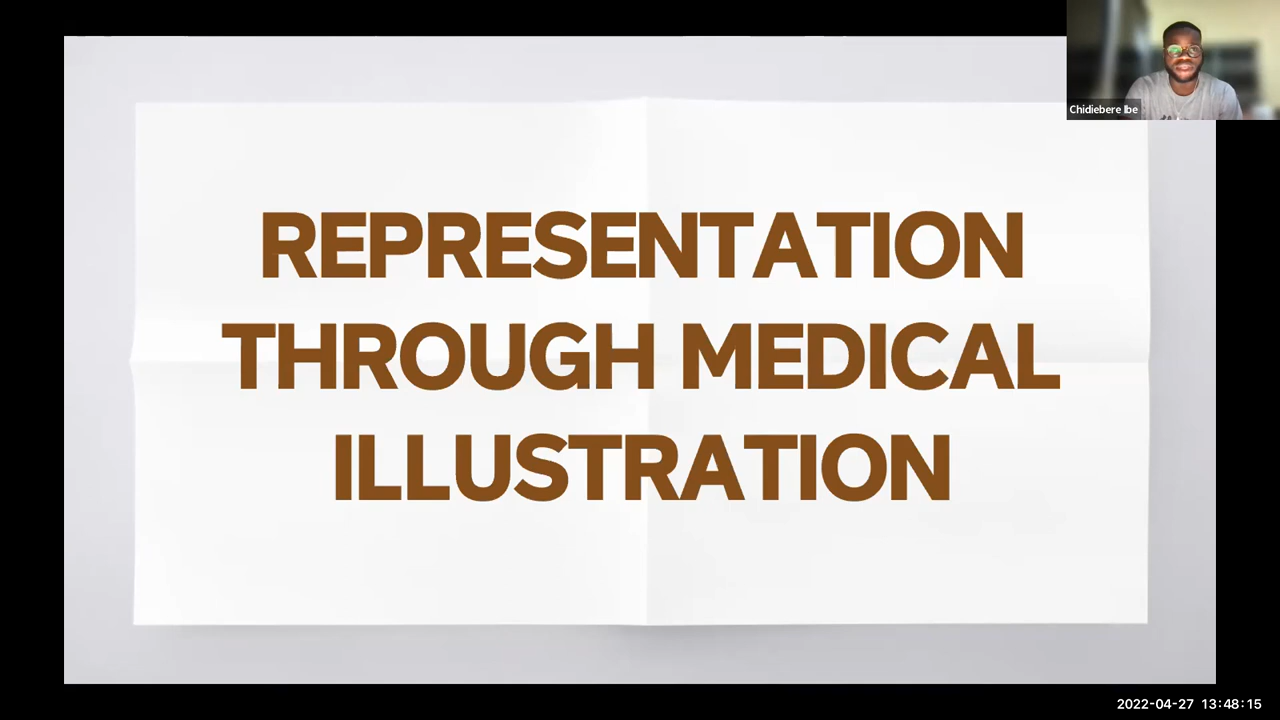 Chidiebere Ibe
REPRESENTATION
THROUGH MEDICAL
ILLUSTRATION
2022-04-27 13:48:15